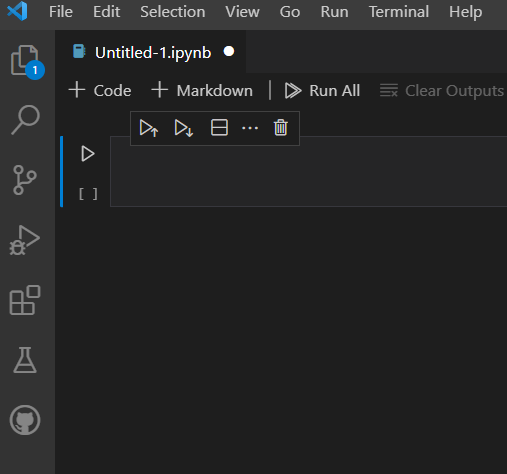 File Edit Selection View Go Run Terminal Help
Untitled-1.ipynb
1
Code Markdown Run All Clear Outputs
[ ]